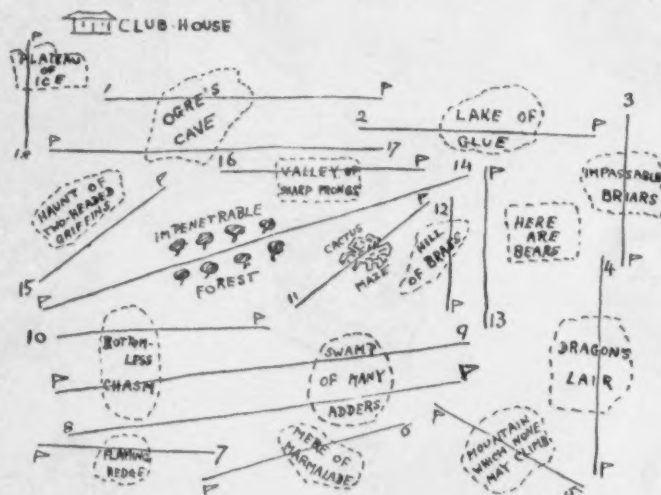 CLUB-HOUSE
PLATEAU
OF
ICE
1
OGRE'S
CAVE
2
LAKE OF
GLUE
3
18
16
17
VALLEY OF
SHARP PRONGS
14
IMPASSABLE
BRIARS
HAUNT OF
TWO-HEADED
GRIFFINS
IMPENETRABLE
FOREST
CACTUS
MAZE
12
HILL
OF BRARS
HERE
ARE
BEARS
15
11
13
4
10
BOTTOM-
LESS
CHASM
9
SWAMP
OF MANY
ADDERS
DRAGON'S
LAIR
8
FLAMING
HEDGE
7
MERE OF
MARMALADE
6
MOUNTAIN
WHICH NONE
MAY CLIMB
5